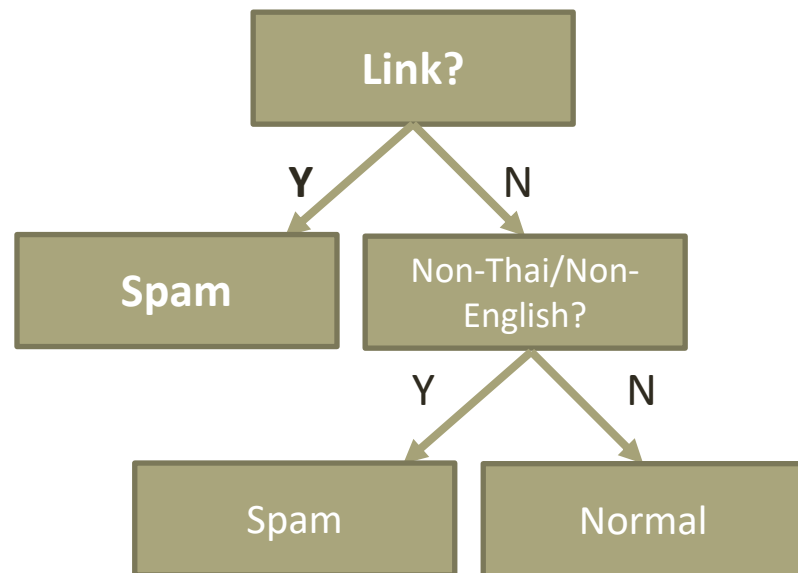 Link?
Y
N
Spam
Non-Thai/Non-
English?
Y
N
Spam
Normal